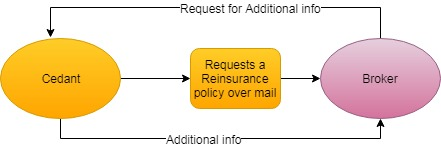 Request for Additional info
Cedant
Requests a
Reinsurance
policy over mail
Broker
Additional info